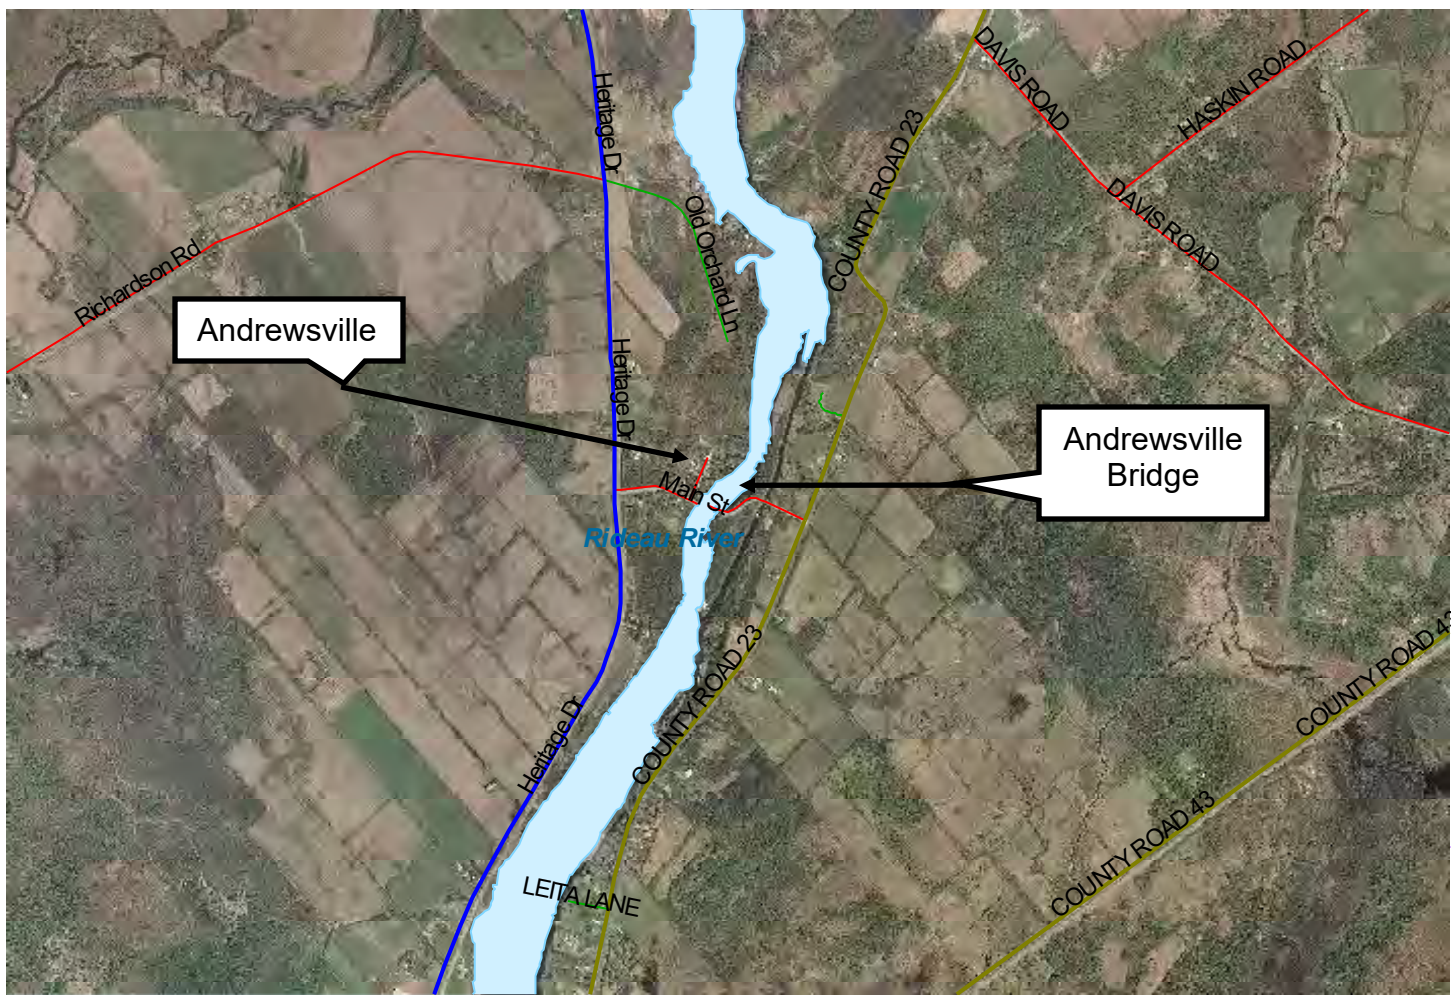 Heritage Dr
DAVIS ROAD
HASKIN ROAD
COUNTY ROAD 23
Richardson Rd
Old Orchard Ln
DAVIS ROAD
Andrewsville
Heritage Dr
Andrewsville
Bridge
Main St
Rideau River
COUNTY ROAD 23
Heritage Dr
COUNTY ROAD 43
COUNTY ROAD 43
LEITA LANE